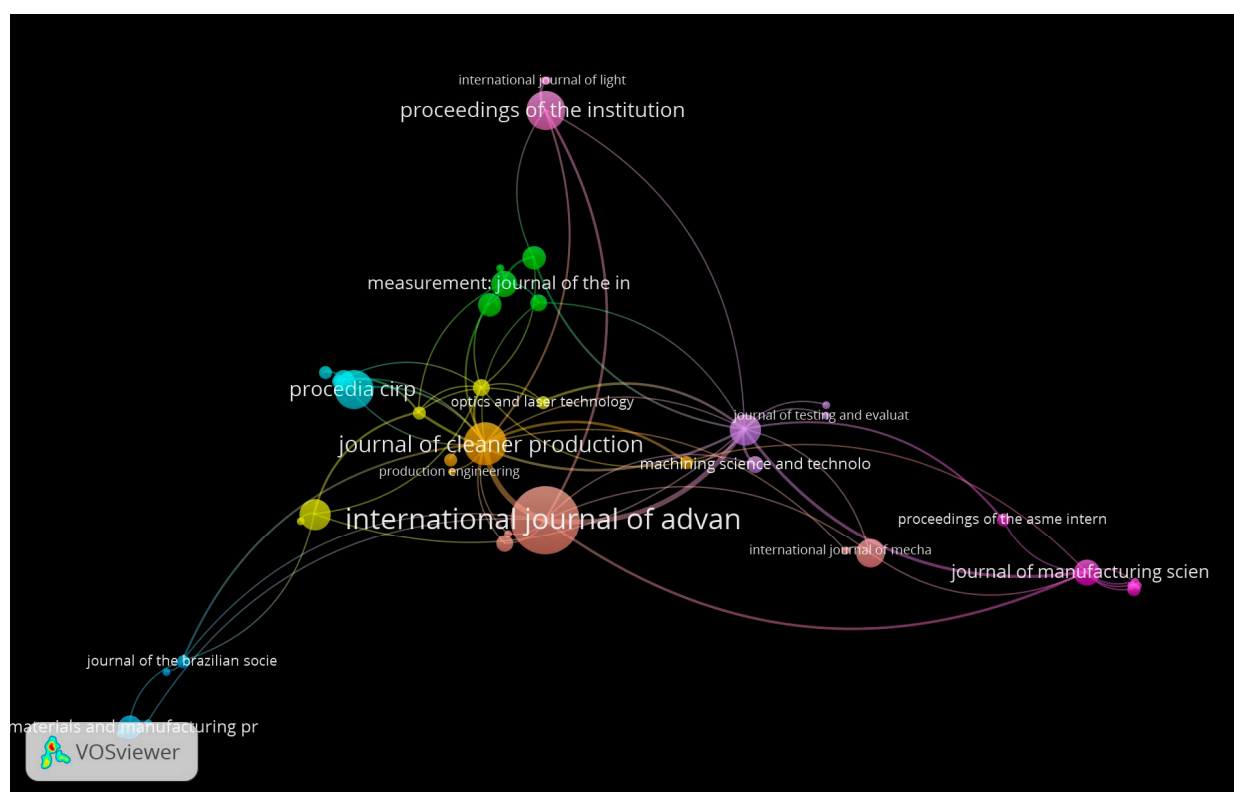 international journal of light
proceedings of the institution
measurement: journal of the in
procedia cirp
optics and laser technology
journal of testing and evaluat
journal of cleaner production
production engineering
machining science and technolo
international journal of advan
proceedings of the asme intern
international journal of mecha
journal of manufacturing scien
journal of the brazilian socie
materials and manufacturing pr
VOSviewer